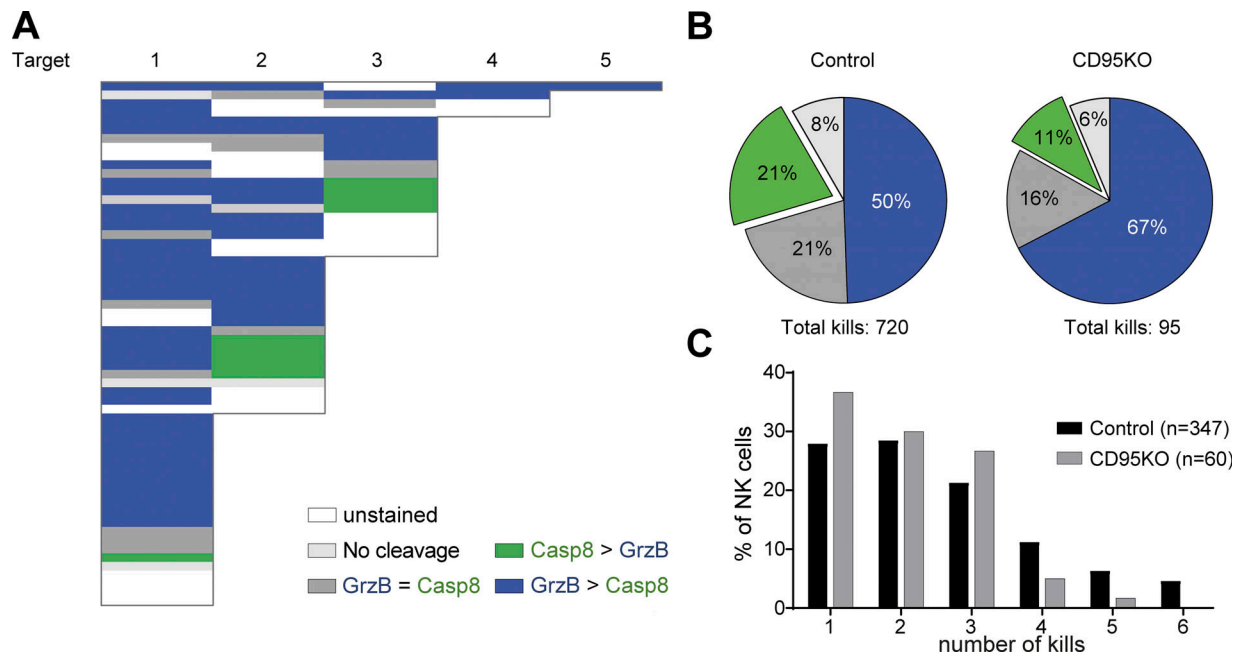 A
Target 1 2 3 4 5
unstained
No cleavage
Casp8 > GrzB
GrzB = Casp8
GrzB > Casp8
B
Control
CD95KO
8%
21%
50%
21%
6%
11%
16%
67%
Total kills: 720
Total kills: 95
C
% of NK cells
40
30
20
10
0
Control (n=347)
CD95KO (n=60)
1 2 3 4 5 6
number of kills